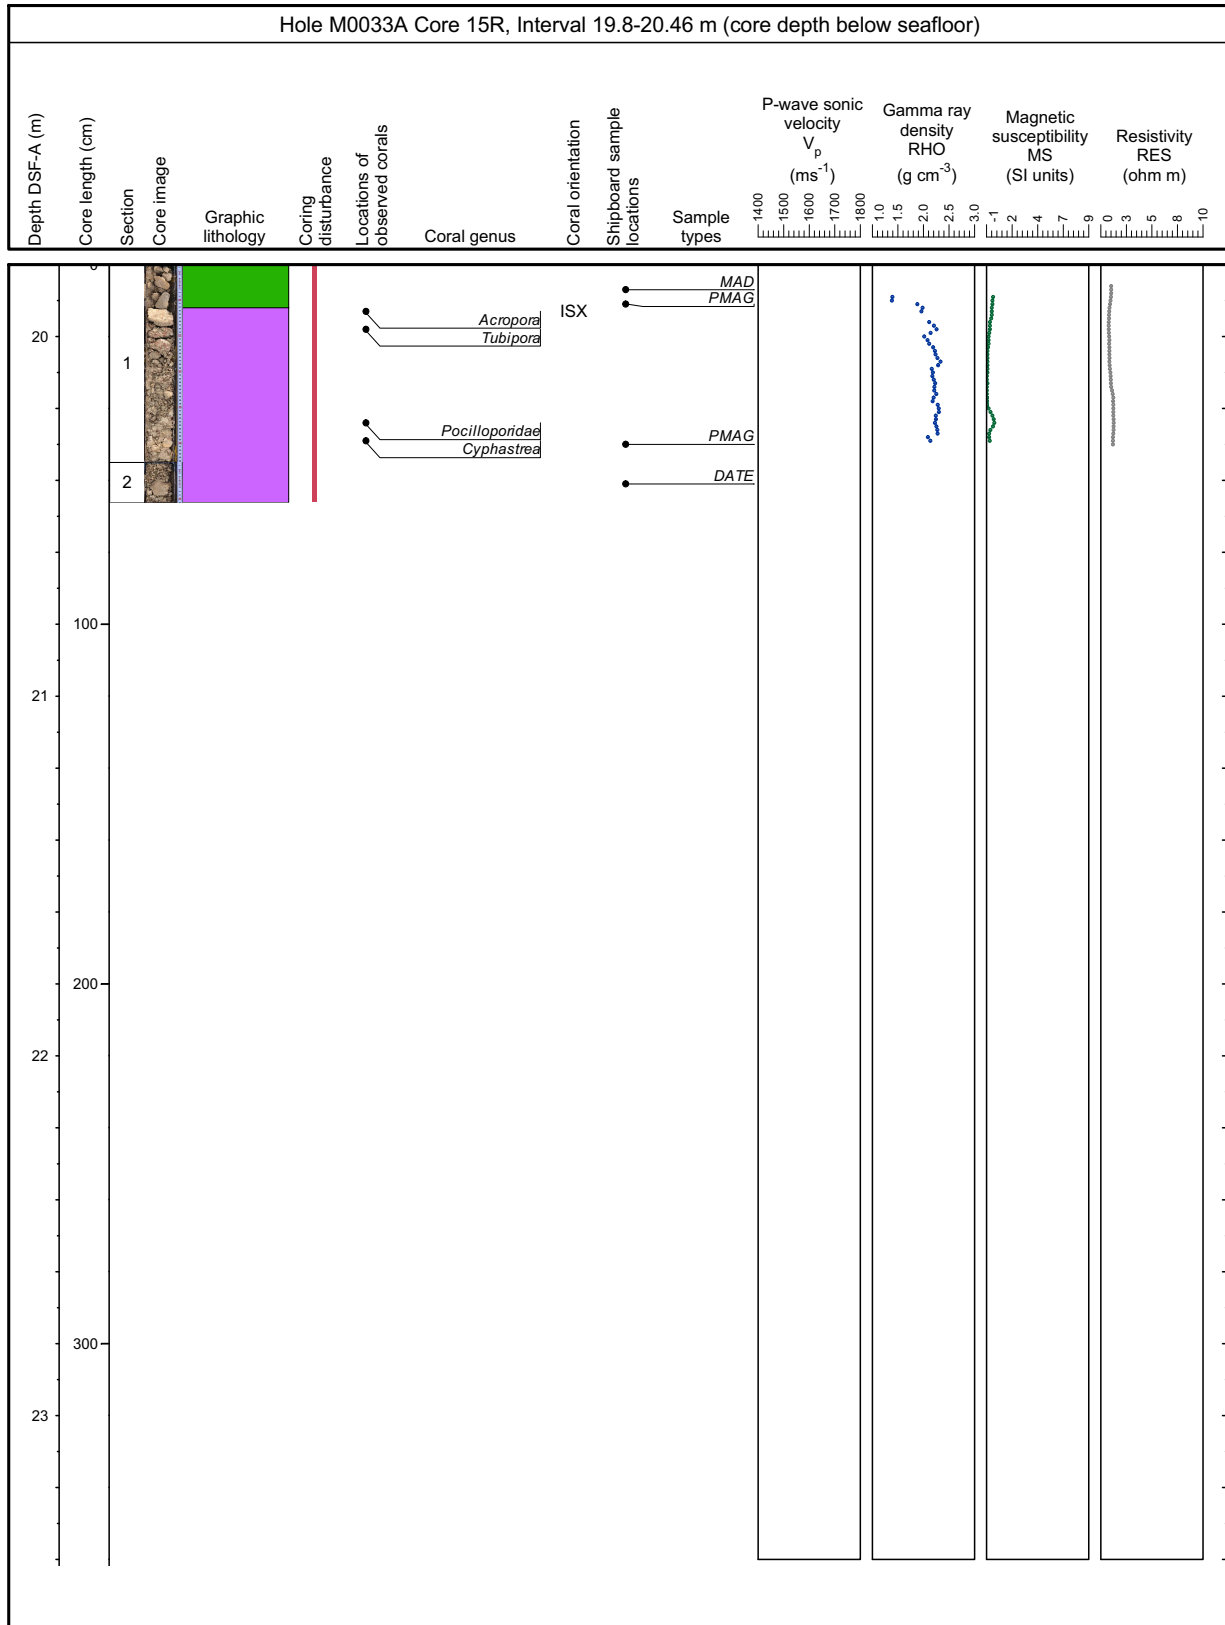 Hole M0033A Core 15R, Interval 19.8-20.46 m (core depth below seafloor)
Depth DSF-A (m)
Core length (cm)
Section
Core image
Graphic
lithology
Coring
disturbance
Locations of
observed corals
Coral genus
Coral orientation
Shipboard sample
locations
Sample
types
P-wave sonic
velocity
Vp
(ms-1)
1400 1500 1600 1700 1800
Gamma ray
density
RHO
(g cm-3)
1.0 1.5 2.0 2.5 3.0
Magnetic
susceptibility
MS
(SI units)
-1 2 4 7 9
Resistivity
RES
(ohm m)
0 3 5 8 10
0
MAD
PMAG
ISX
Acropora
20
Tubipora
1
Pocilloporidae
PMAG
Cyphastrea
2
DATE
100
21
200
22
300
23